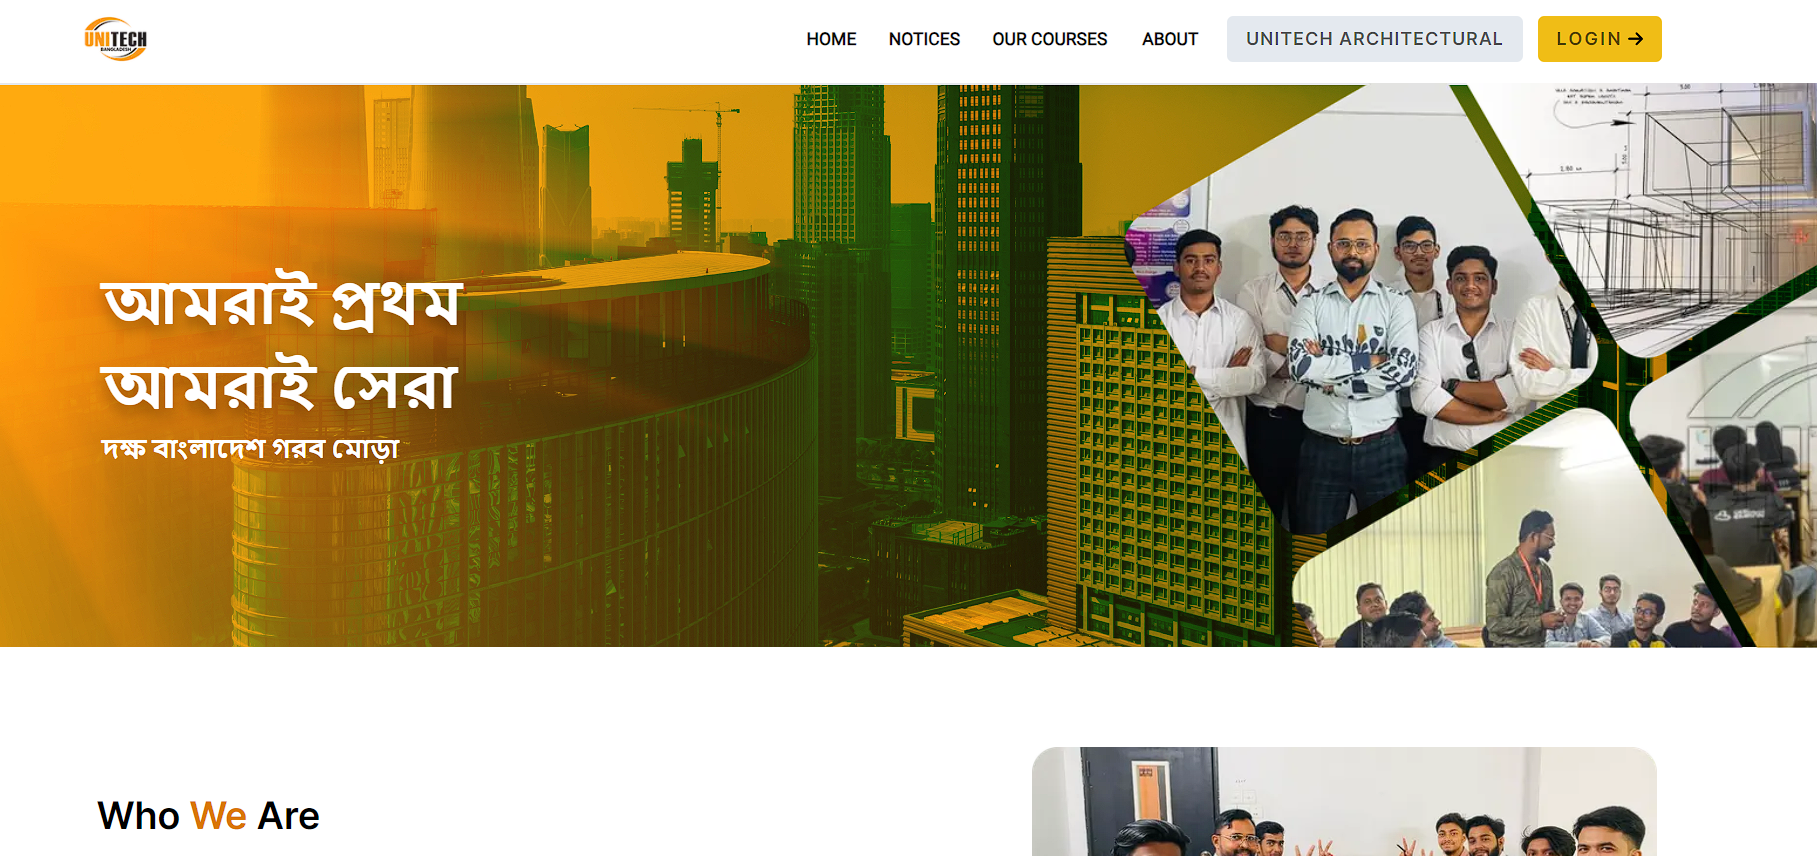 UNITECH
BANGLADESH
HOME
NOTICES
OUR COURSES
ABOUT
UNITECH ARCHITECTURAL
LOGIN →
আমরাই প্রথম
আমরাই সেরা
দক্ষ বাংলাদেশ গরব মোড়া
Who We Are